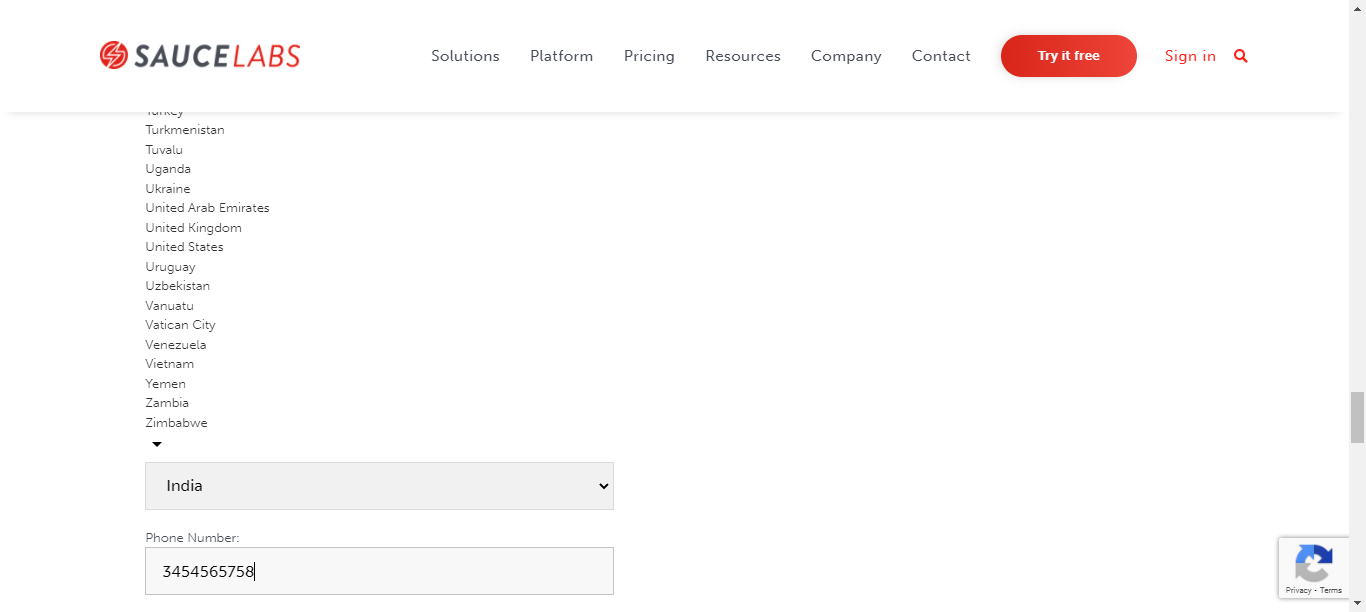 SAUCELABS
Solutions Platform Pricing Resources Company Contact Try it free Sign in
Turkey
Turkmenistan
Tuvalu
Uganda
Ukraine
United Arab Emirates
United Kingdom
United States
Uruguay
Uzbekistan
Vanuatu
Vatican City
Venezuela
Vietnam
Yemen
Zambia
Zimbabwe
India
Phone Number:
3454565758
Privacy - Terms